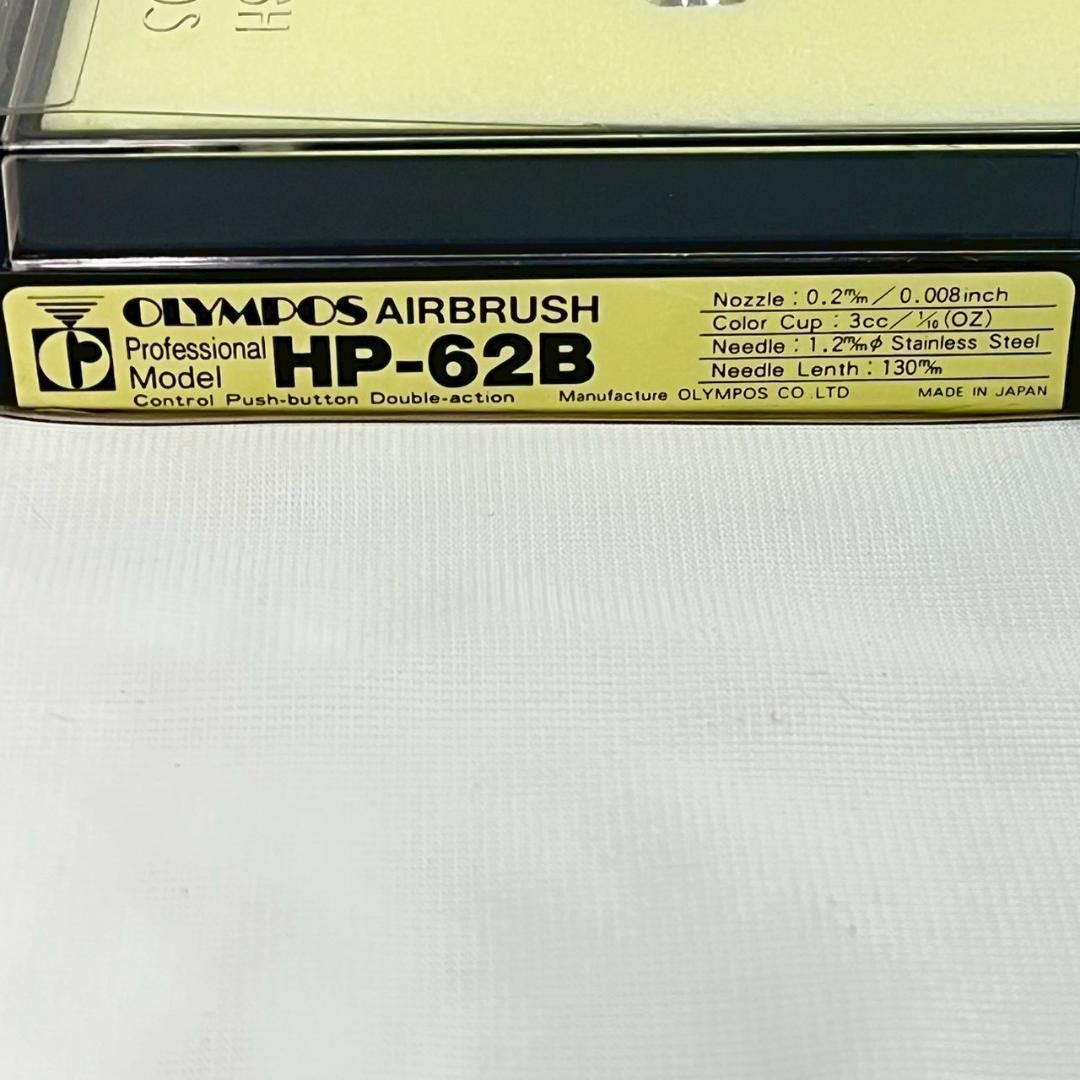 OLYMPOS AIRBRUSH
Professional Model HP-62B
Control Push-button Double-action
Nozzle : 0.2m/m / 0.008inch
Color Cup : 3cc / 1/10 (OZ)
Needle : 1.2m/mφ Stainless Steel
Needle Lenth : 130m/m
Manufacture OLYMPOS CO.LTD
MADE IN JAPAN